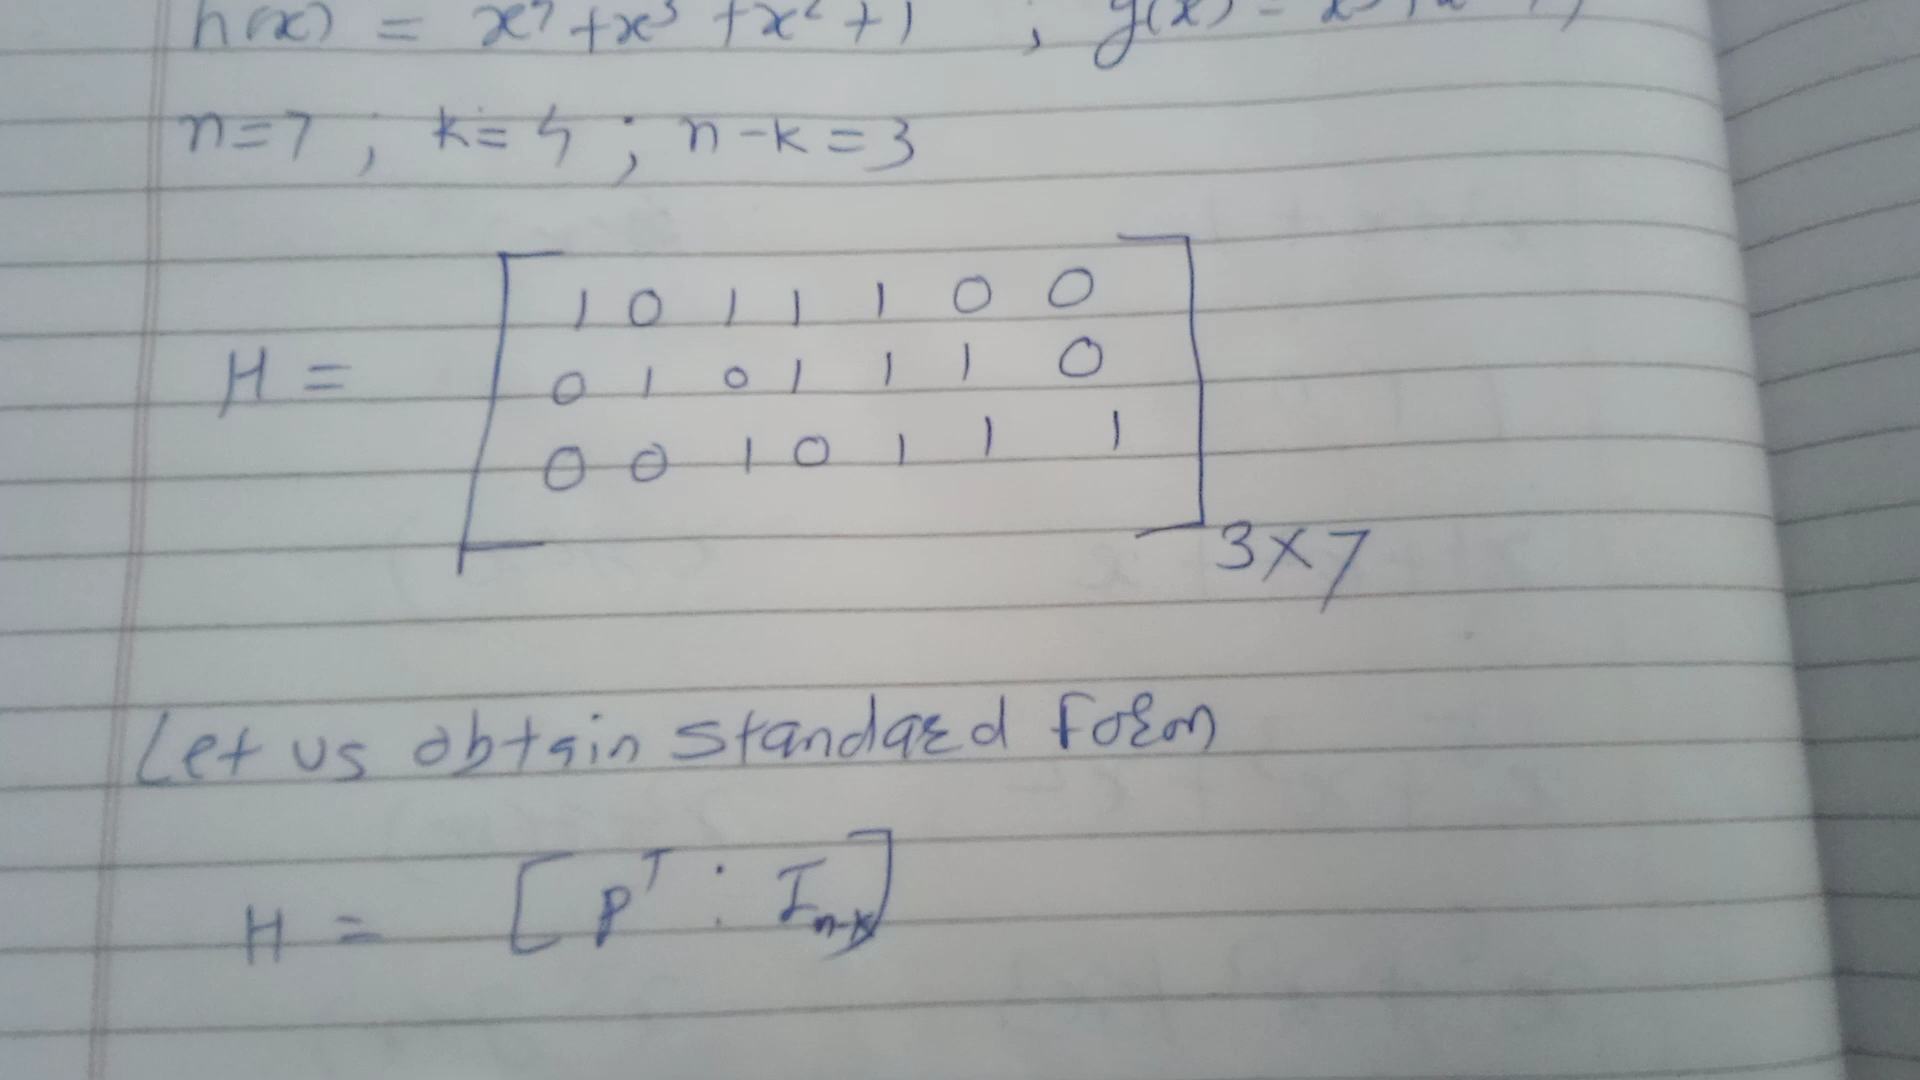 h(x) = x⁴ + x³ + x² + 1 ; g(x) =
n=7 ; k=4 ; n-k=3
H = [ 1 0 1 1 1 0 0
0 1 0 1 1 1 0
0 0 1 0 1 1 1 ] 3×7
Let us obtain standard form
H = [ Pᵀ : I n-k ]